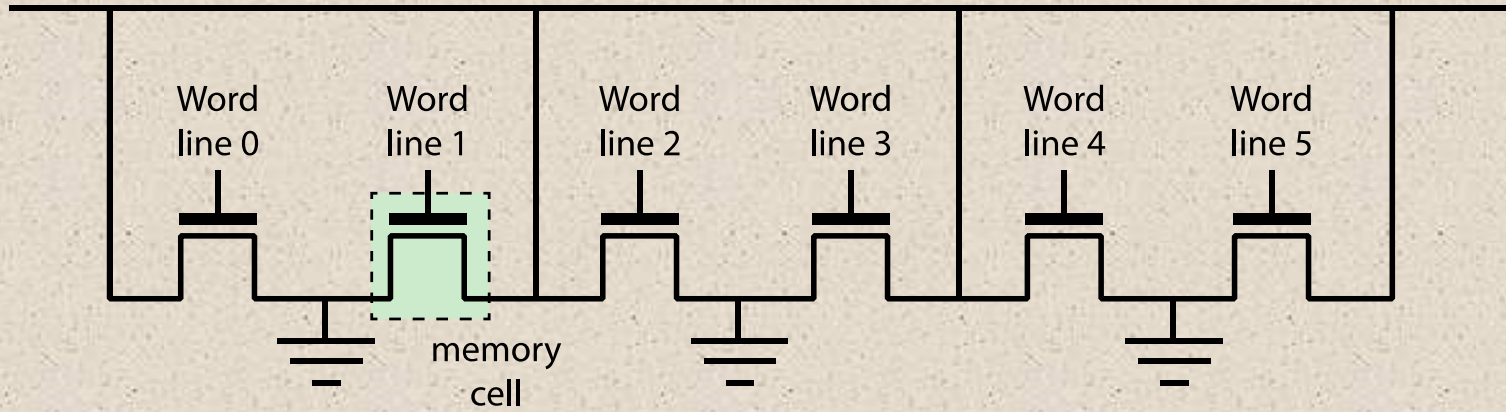 Word
line 0
Word
line 1
Word
line 2
Word
line 3
Word
line 4
Word
line 5
memory
cell